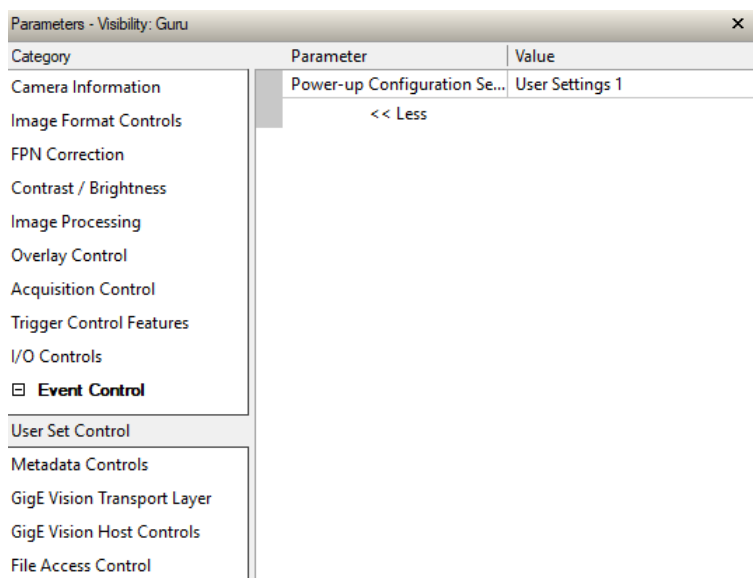 Parameters - Visibility: Guru
Category
Parameter
Value
Camera Information
Power-up Configuration Se...
User Settings 1
Image Format Controls
<< Less
FPN Correction
Contrast / Brightness
Image Processing
Overlay Control
Acquisition Control
Trigger Control Features
I/O Controls
Event Control
User Set Control
Metadata Controls
GigE Vision Transport Layer
GigE Vision Host Controls
File Access Control